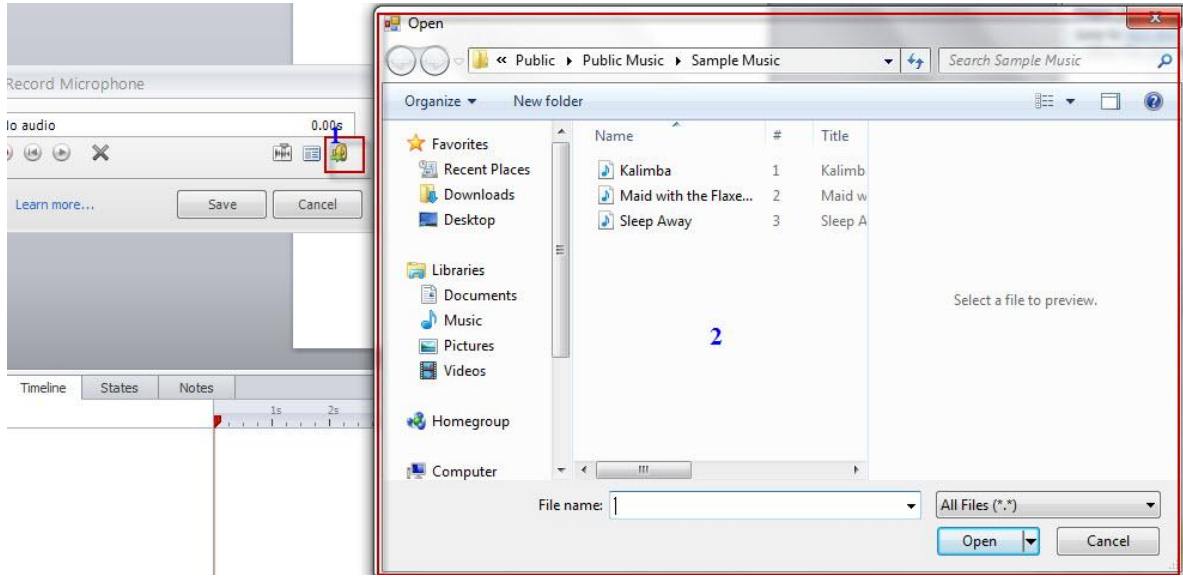 Record Microphone
lo audio 0.00s
1
Learn more...
Save
Cancel
Timeline
States
Notes
1s 2s
Open
« Public ▸ Public Music ▸ Sample Music
Search Sample Music
Organize
New folder
Favorites
Recent Places
Downloads
Desktop
Libraries
Documents
Music
Pictures
Videos
Homegroup
Computer
Name # Title
Kalimba 1 Kalimb
Maid with the Flaxe... 2 Maid w
Sleep Away 3 Sleep A
2
Select a file to preview.
File name:
All Files (*.*)
Open
Cancel